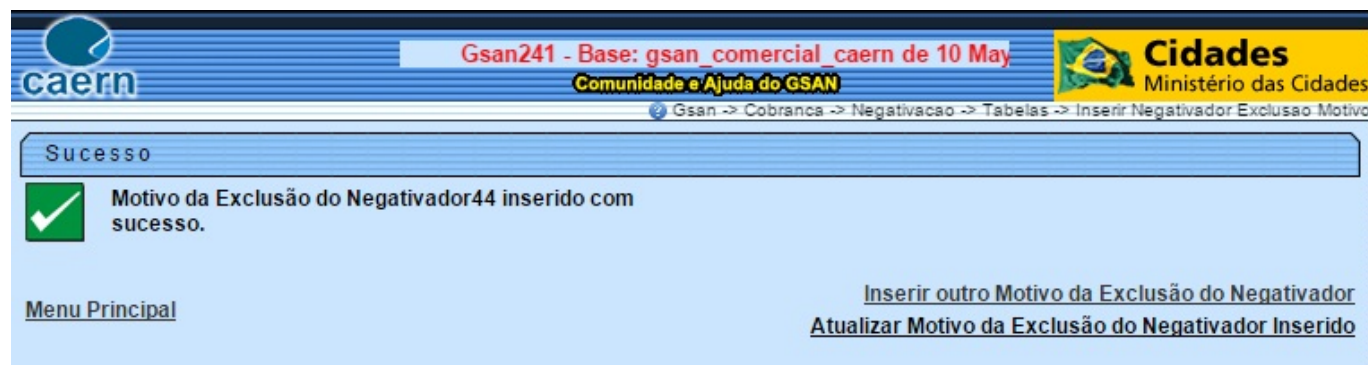 caern
Gsan241 - Base: gsan_comercial_caern de 10 May
Comunidade e Ajuda do GSAN
Cidades
Ministério das Cidades
Gsan -> Cobranca -> Negativacao -> Tabelas -> Inserir Negativador Exclusao Motivo
Sucesso
Motivo da Exclusão do Negativador44 inserido com
sucesso.
Menu Principal
Inserir outro Motivo da Exclusão do Negativador
Atualizar Motivo da Exclusão do Negativador Inserido